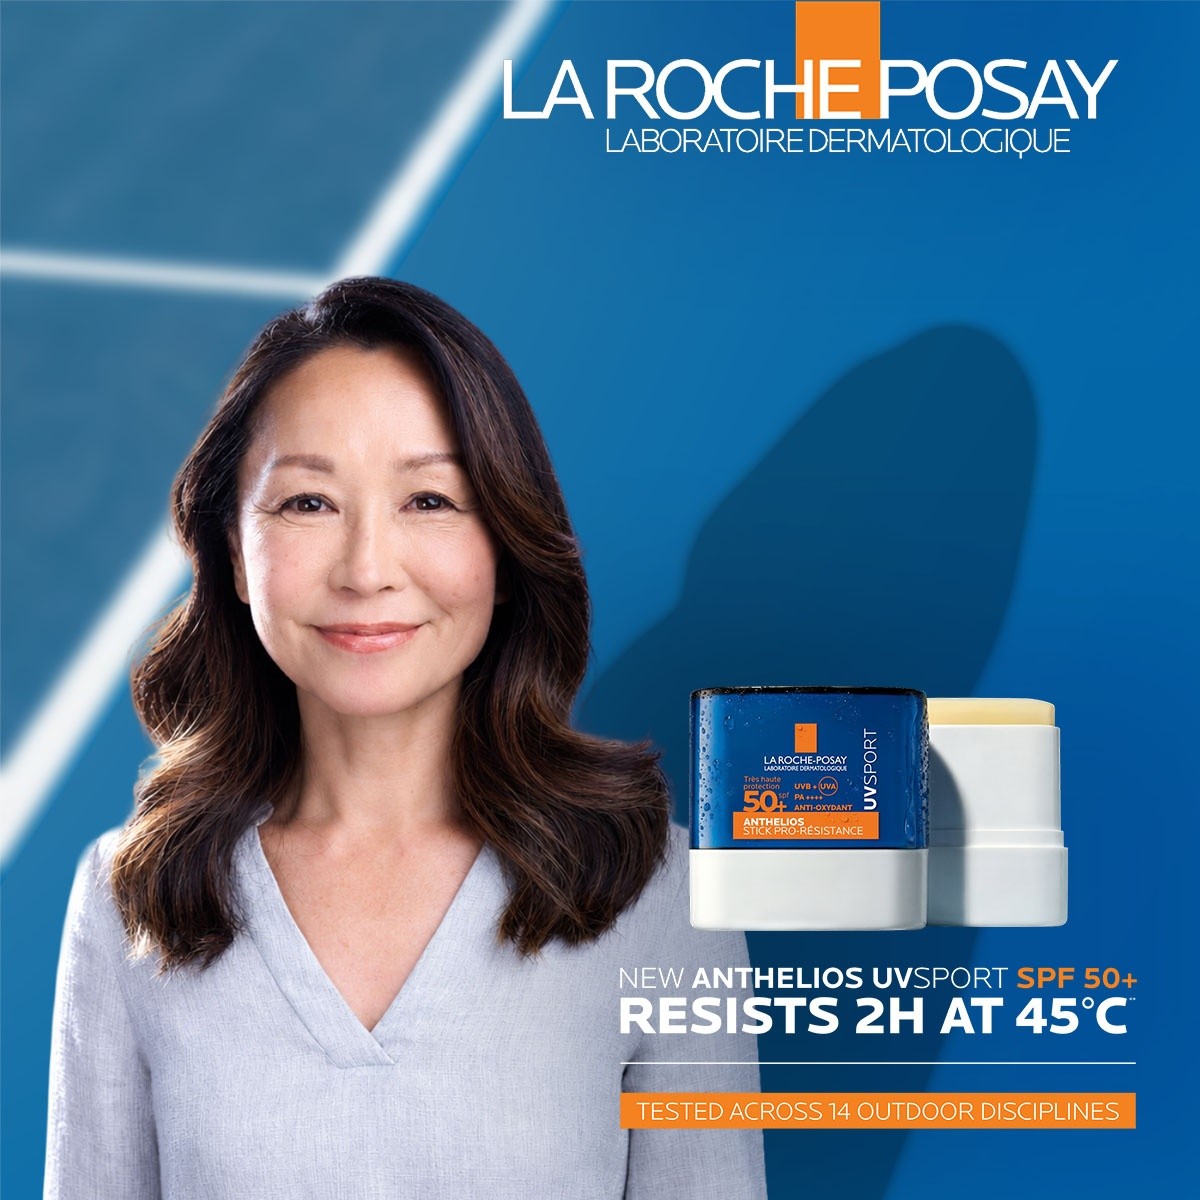 LA ROCHE POSAY
LABORATOIRE DERMATOLOGIQUE
LA ROCHE-POSAY
LABORATOIRE DERMATOLOGIQUE
UVSPORT
Très haute
protection
50+ spf
UVB + UVA
PA ++++
ANTI-OXYDANT
ANTHELIOS
STICK PRO-RÉSISTANCE
NEW ANTHELIOS UVSPORT SPF 50+
RESISTS 2H AT 45°C
TESTED ACROSS 14 OUTDOOR DISCIPLINES